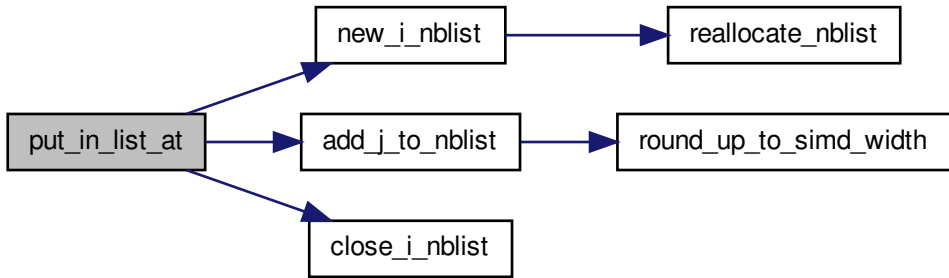 new_i_nblist
reallocate_nblist
put_in_list_at
add_j_to_nblist
round_up_to_simd_width
close_i_nblist